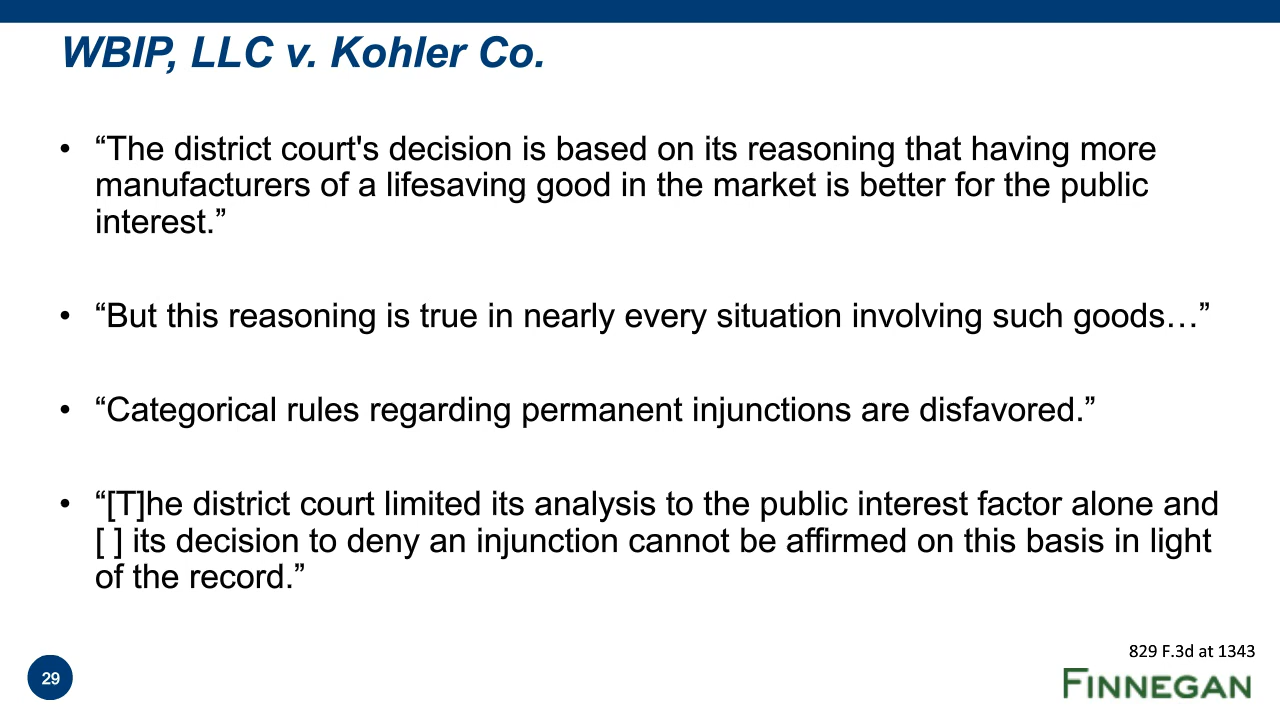 WBIP, LLC v. Kohler Co.
• “The district court's decision is based on its reasoning that having more
manufacturers of a lifesaving good in the market is better for the public
interest.”
• “But this reasoning is true in nearly every situation involving such goods…”
• “Categorical rules regarding permanent injunctions are disfavored.”
• “[T]he district court limited its analysis to the public interest factor alone and
[ ] its decision to deny an injunction cannot be affirmed on this basis in light
of the record.”
829 F.3d at 1343
29
FINNEGAN